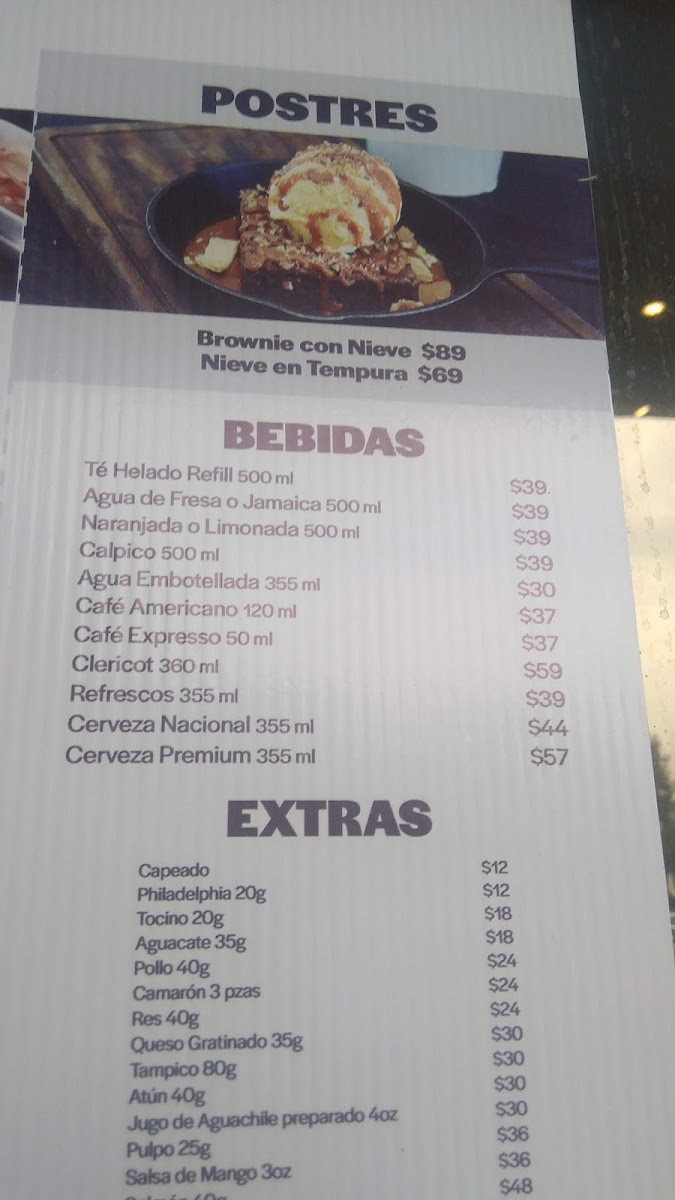 POSTRES
Brownie con Nieve $89
Nieve en Tempura $69
BEBIDAS
Té Helado Refill 500 ml $39.
Agua de Fresa o Jamaica 500 ml $39
Naranjada o Limonada 500 ml $39
Calpico 500 ml $39
Agua Embotellada 355 ml $30
Café Americano 120 ml $37
Café Expresso 50 ml $37
Clericot 360 ml $59
Refrescos 355 ml $39
Cerveza Nacional 355 ml $44
Cerveza Premium 355 ml $57
EXTRAS
Capeado $12
Philadelphia 20g $12
Tocino 20g $18
Aguacate 35g $18
Pollo 40g $24
Camarón 3 pzas $24
Res 40g $24
Queso Gratinado 35g $30
Tampico 80g $30
Atún 40g $30
Jugo de Aguachile preparado 4oz $30
Pulpo 25g $36
Salsa de Mango 3oz $36
Salmón 40g $48